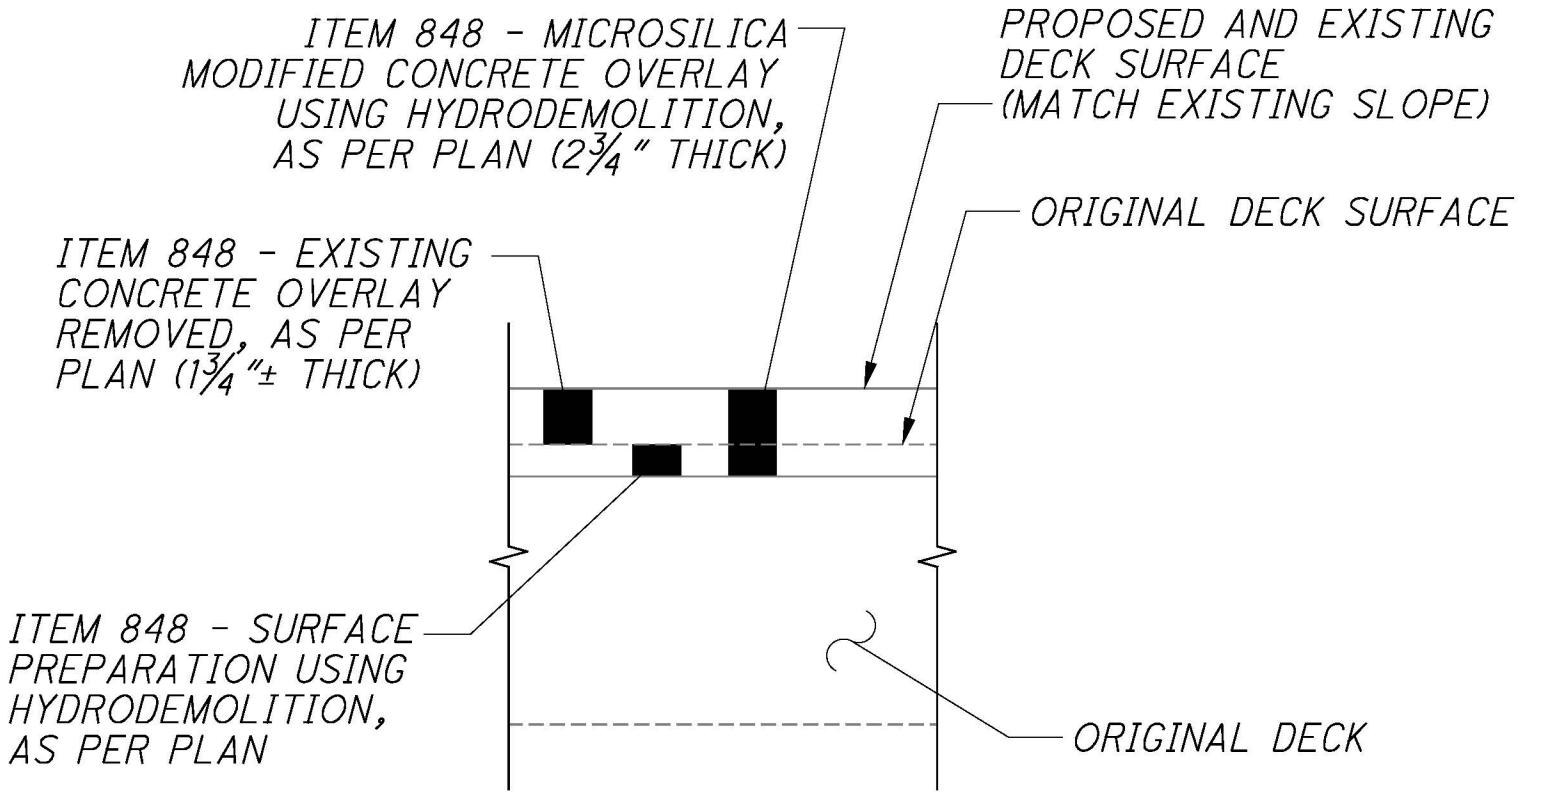 ITEM 848 - MICROSILICA
MODIFIED CONCRETE OVERLAY
USING HYDRODEMOLITION,
AS PER PLAN (2¾" THICK)
PROPOSED AND EXISTING
DECK SURFACE
(MATCH EXISTING SLOPE)
ORIGINAL DECK SURFACE
ITEM 848 - EXISTING
CONCRETE OVERLAY
REMOVED, AS PER
PLAN (1¾"± THICK)
ITEM 848 - SURFACE
PREPARATION USING
HYDRODEMOLITION,
AS PER PLAN
ORIGINAL DECK